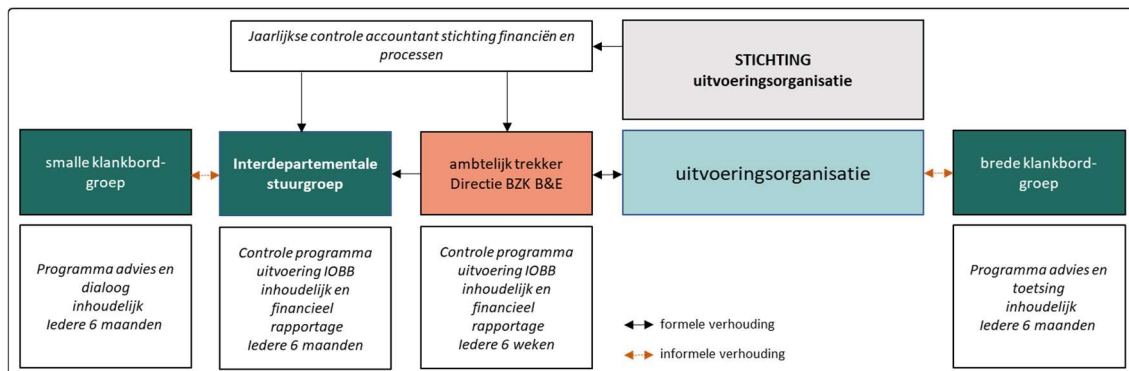 Jaarlijkse controle accountant stichting financiën en
processen
STICHTING
uitvoeringsorganisatie
smalle klankbord-
groep
Interdepartementale
stuurgroep
ambtelijk trekker
Directie BZK B&E
uitvoeringsorganisatie
brede klankbord-
groep
Programma advies en
dialoog
inhoudelijk
Iedere 6 maanden
Controle programma
uitvoering IOBB
inhoudelijk en
financieel
rapportage
Iedere 6 maanden
Controle programma
uitvoering IOBB
inhoudelijk en
financieel
rapportage
Iedere 6 weken
Programma advies en
toetsing
inhoudelijk
Iedere 6 maanden
formele verhouding
informele verhouding